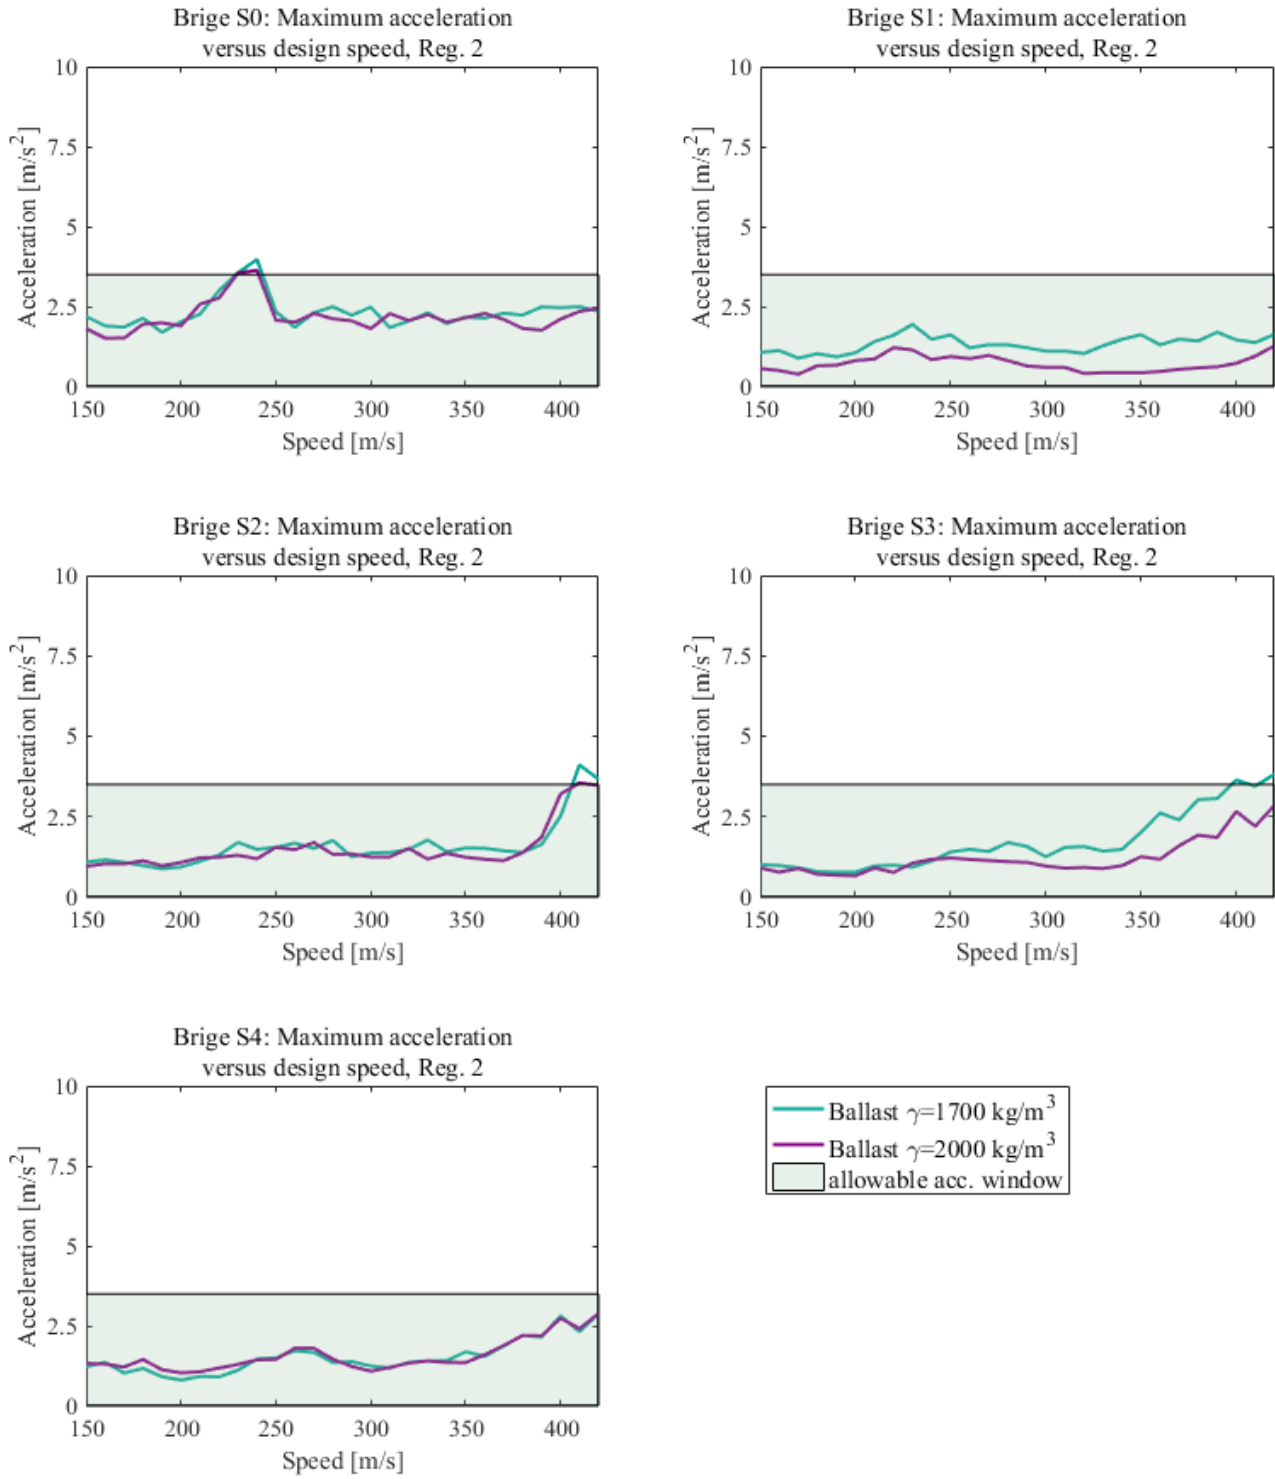 Brige S0: Maximum acceleration
versus design speed, Reg. 2
10
7.5
5
2.5
0
Acceleration [m/s²]
150 200 250 300 350 400
Speed [m/s]
Brige S1: Maximum acceleration
versus design speed, Reg. 2
10
7.5
5
2.5
0
Acceleration [m/s²]
150 200 250 300 350 400
Speed [m/s]
Brige S2: Maximum acceleration
versus design speed, Reg. 2
10
7.5
5
2.5
0
Acceleration [m/s²]
150 200 250 300 350 400
Speed [m/s]
Brige S3: Maximum acceleration
versus design speed, Reg. 2
10
7.5
5
2.5
0
Acceleration [m/s²]
150 200 250 300 350 400
Speed [m/s]
Brige S4: Maximum acceleration
versus design speed, Reg. 2
10
7.5
5
2.5
0
Acceleration [m/s²]
150 200 250 300 350 400
Speed [m/s]
Ballast γ=1700 kg/m³
Ballast γ=2000 kg/m³
allowable acc. window